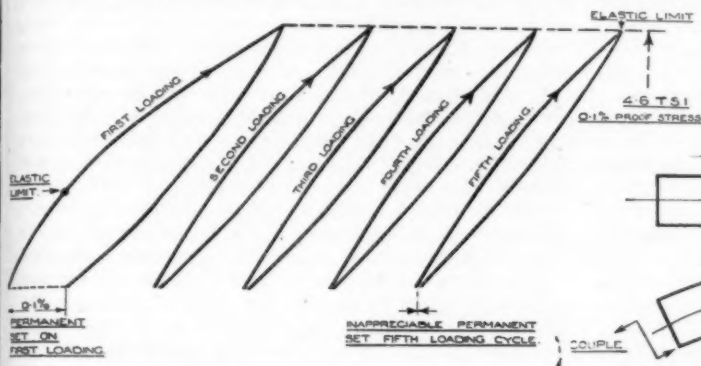 ELASTIC LIMIT
4.6 TSI
0.1% PROOF STRESS
FIRST LOADING
SECOND LOADING
THIRD LOADING
FOURTH LOADING
FIFTH LOADING
ELASTIC
LIMIT.
0.1%
PERMANENT
SET ON
FIRST LOADING
INAPPRECIABLE PERMANENT
SET FIFTH LOADING CYCLE.
COUPLE